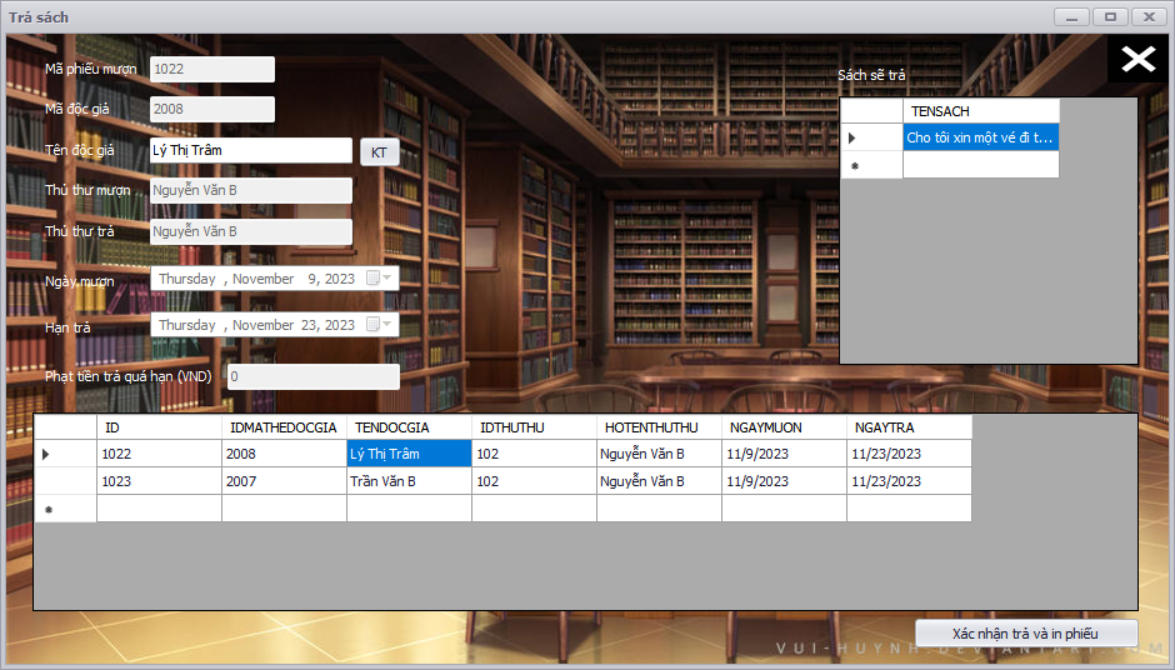 Trả sách
Mã phiếu mượn 1022
Sách sẽ trả
Mã độc giả 2008
TENSACH
Cho tôi xin một vé đi t...
Tên độc giả Lý Thị Trâm KT
Thủ thư mượn Nguyễn Văn B
Thủ thư trả Nguyễn Văn B
Ngày mượn Thursday , November 9, 2023
Hạn trả Thursday , November 23, 2023
Phạt tiền trả quá hạn (VND) 0
ID IDMATHEDOCGIA TENDOCGIA IDTHUTHU HOTENTHUTHU NGAYMUON NGAYTRA
1022 2008 Lý Thị Trâm 102 Nguyễn Văn B 11/9/2023 11/23/2023
1023 2007 Trần Văn B 102 Nguyễn Văn B 11/9/2023 11/23/2023
Xác nhận trả và in phiếu
VUI-HUYNH.DEVIANTART.COM